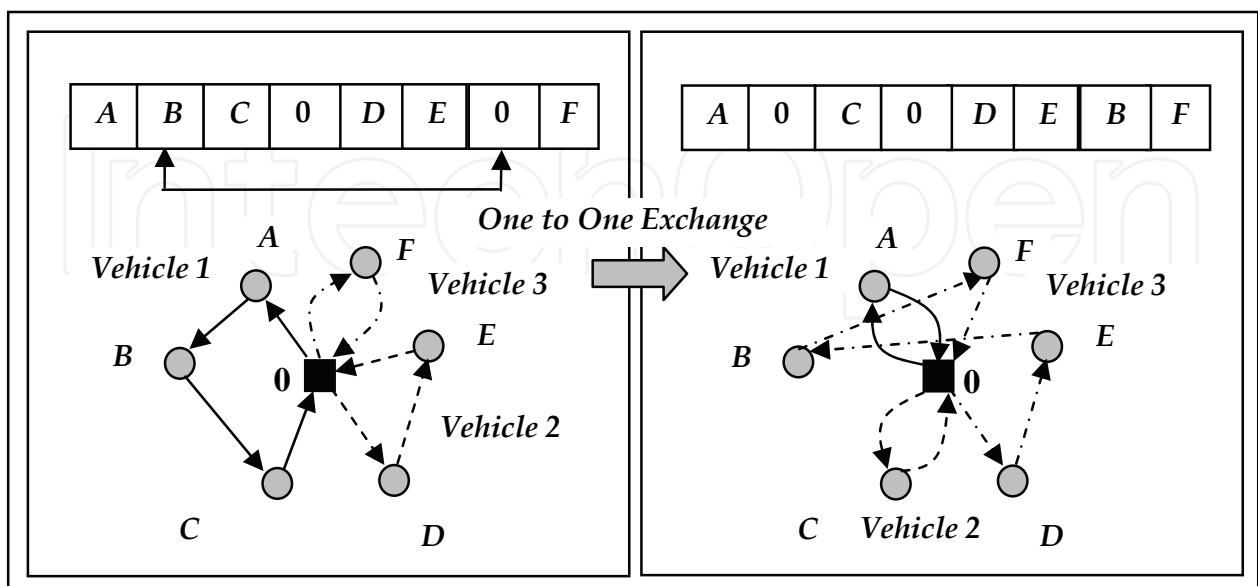 A B C 0 D E 0 F
A 0 C 0 D E B F
IntechOpen
One to One Exchange
A
F
Vehicle 1
Vehicle 3
B
E
0
Vehicle 2
C
D
A
F
Vehicle 1
Vehicle 3
B
E
0
C
Vehicle 2
D